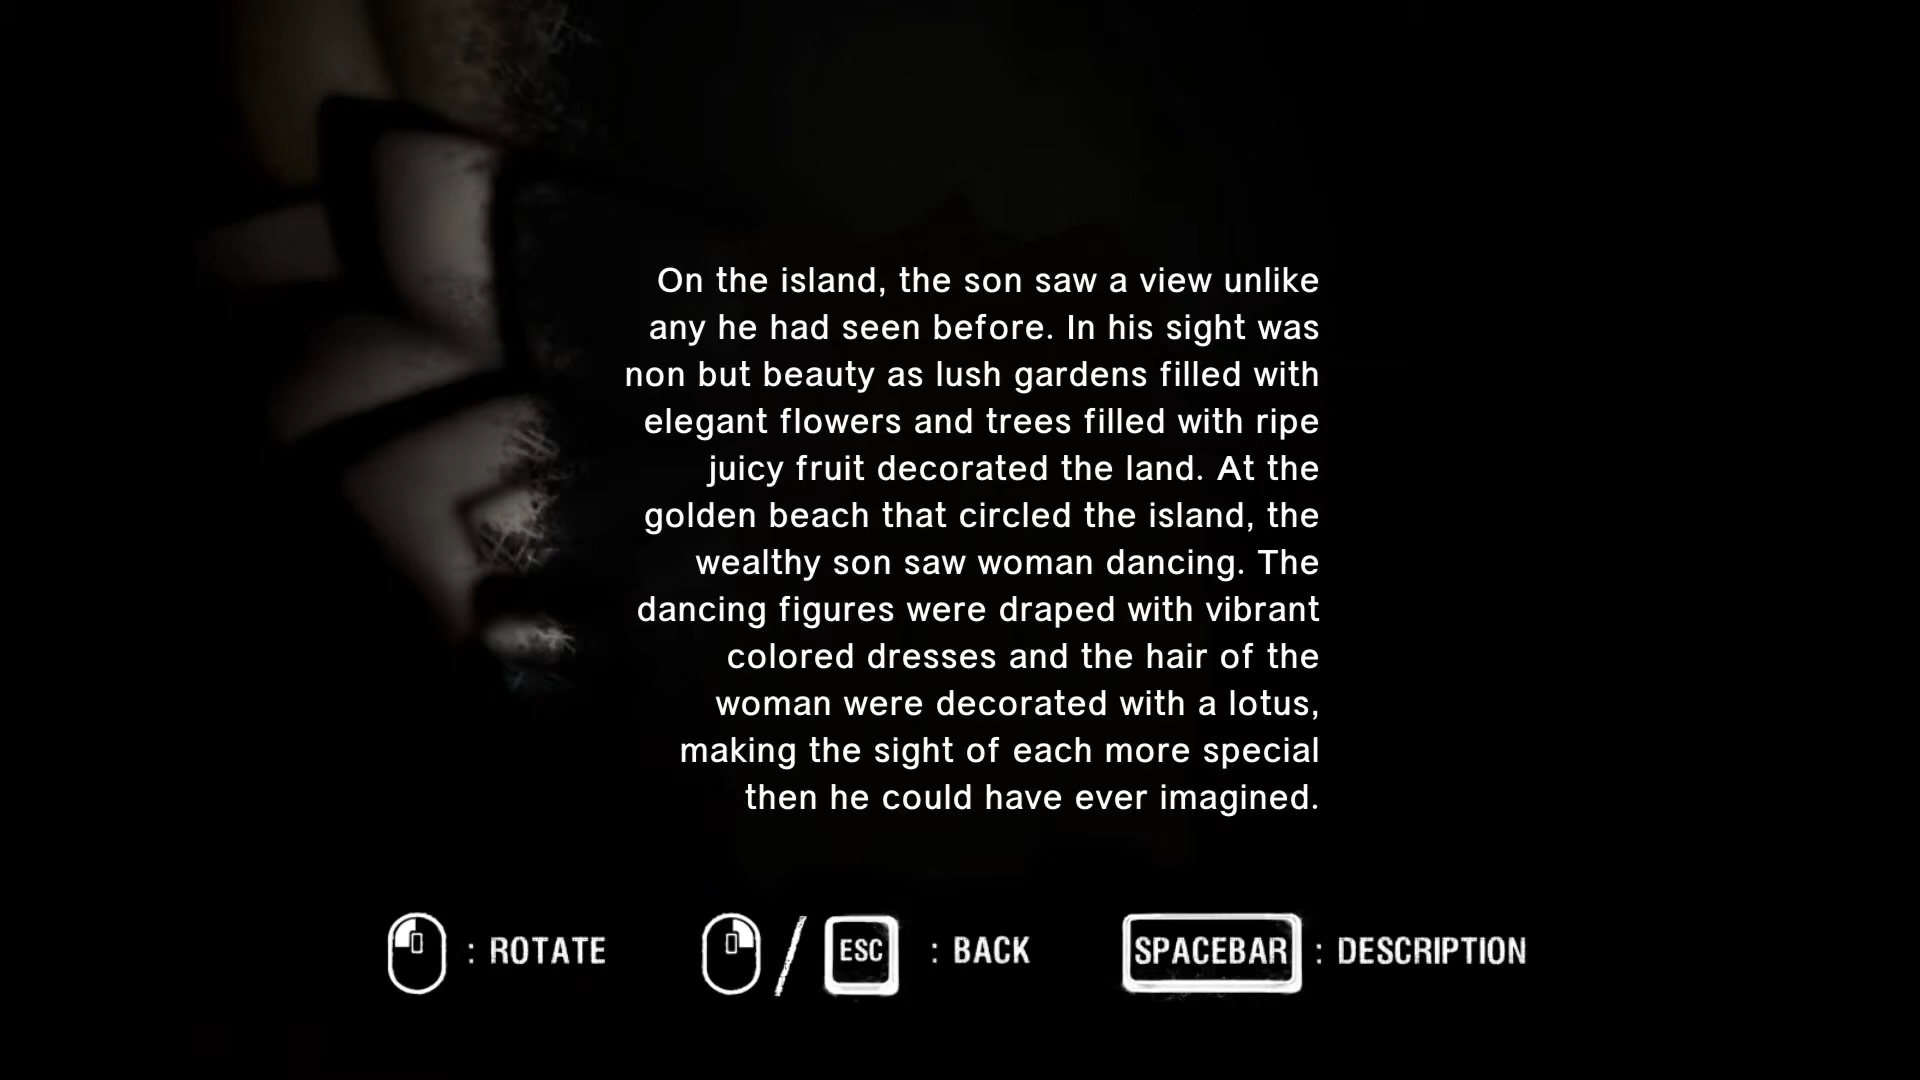 On the island, the son saw a view unlike
any he had seen before. In his sight was
non but beauty as lush gardens filled with
elegant flowers and trees filled with ripe
juicy fruit decorated the land. At the
golden beach that circled the island, the
wealthy son saw woman dancing. The
dancing figures were draped with vibrant
colored dresses and the hair of the
woman were decorated with a lotus,
making the sight of each more special
then he could have ever imagined.
: ROTATE / ESC : BACK SPACEBAR : DESCRIPTION